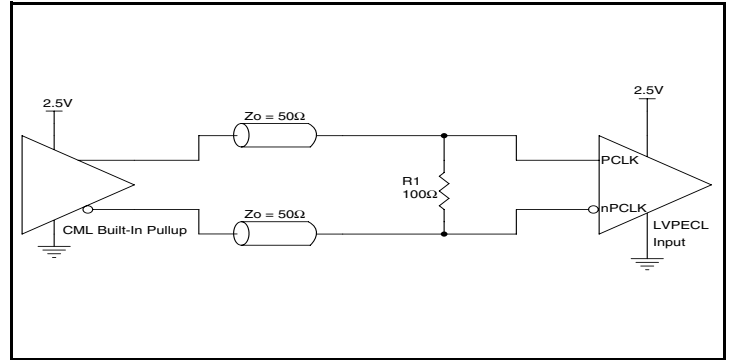 2.5V
2.5V
Zo = 50Ω
PCLK
R1
100Ω
nPCLK
Zo = 50Ω
CML Built-In Pullup
LVPECL
Input